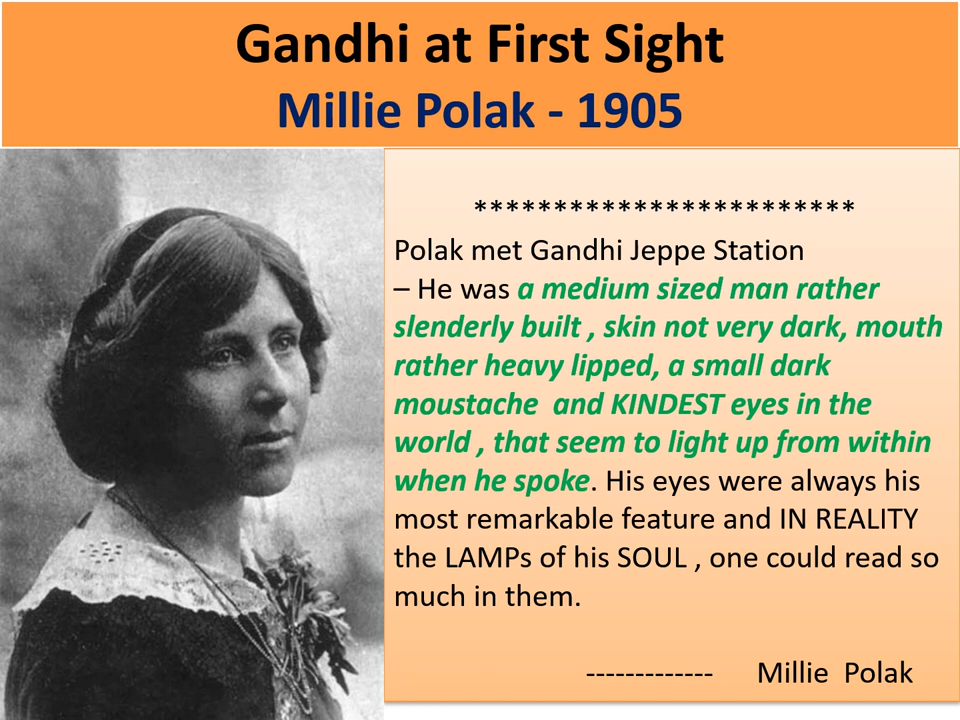 Gandhi at First Sight
Millie Polak - 1905
************************
Polak met Gandhi Jeppe Station
– He was a medium sized man rather
slenderly built , skin not very dark, mouth
rather heavy lipped, a small dark
moustache  and KINDEST eyes in the
world , that seem to light up from within
when he spoke. His eyes were always his
most remarkable feature and IN REALITY
the LAMPs of his SOUL , one could read so
much in them.
------------- Millie  Polak